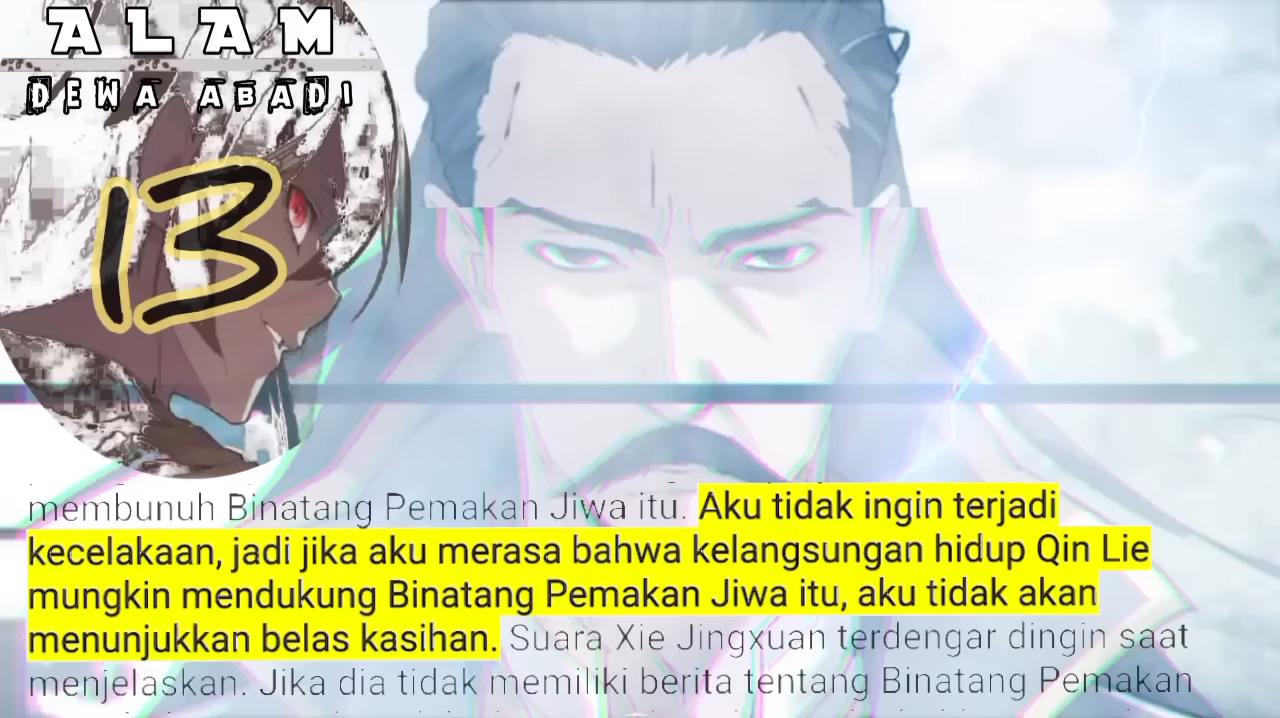 ALAM
DEWA ABADI
13
membunuh Binatang Pemakan Jiwa itu. Aku tidak ingin terjadi
kecelakaan, jadi jika aku merasa bahwa kelangsungan hidup Qin Lie
mungkin mendukung Binatang Pemakan Jiwa itu, aku tidak akan
menunjukkan belas kasihan. Suara Xie Jingxuan terdengar dingin saat
menjelaskan. Jika dia tidak memiliki berita tentang Binatang Pemakan